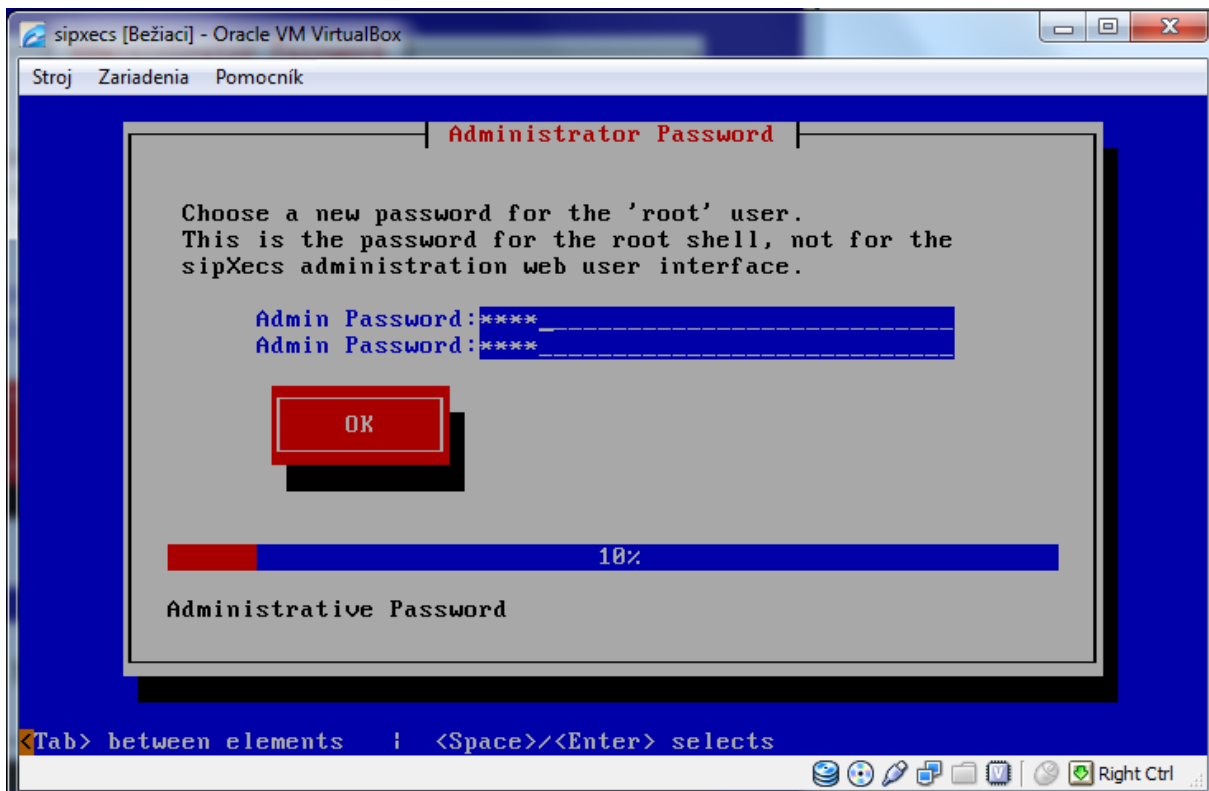 sipxecs [Bežiaci] - Oracle VM VirtualBox
Stroj Zariadenia Pomocník
Administrator Password
Choose a new password for the 'root' user.
This is the password for the root shell, not for the
sipXecs administration web user interface.
Admin Password:****___________________________
Admin Password:****___________________________
OK
10%
Administrative Password
<Tab> between elements | <Space>/<Enter> selects
Right Ctrl